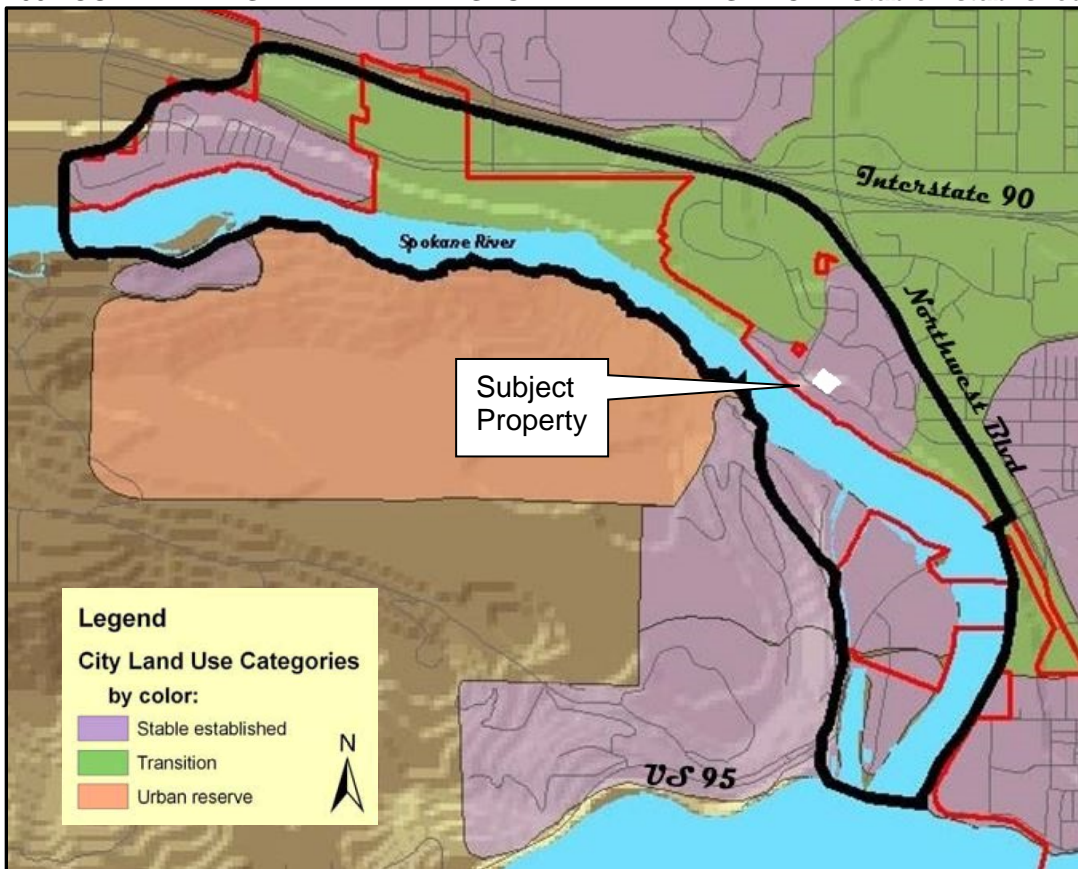 Interstate 90
Spokane River
Northwest Blvd
Subject
Property
Legend
City Land Use Categories
by color:
Stable established
Transition
Urban reserve
N
US 95